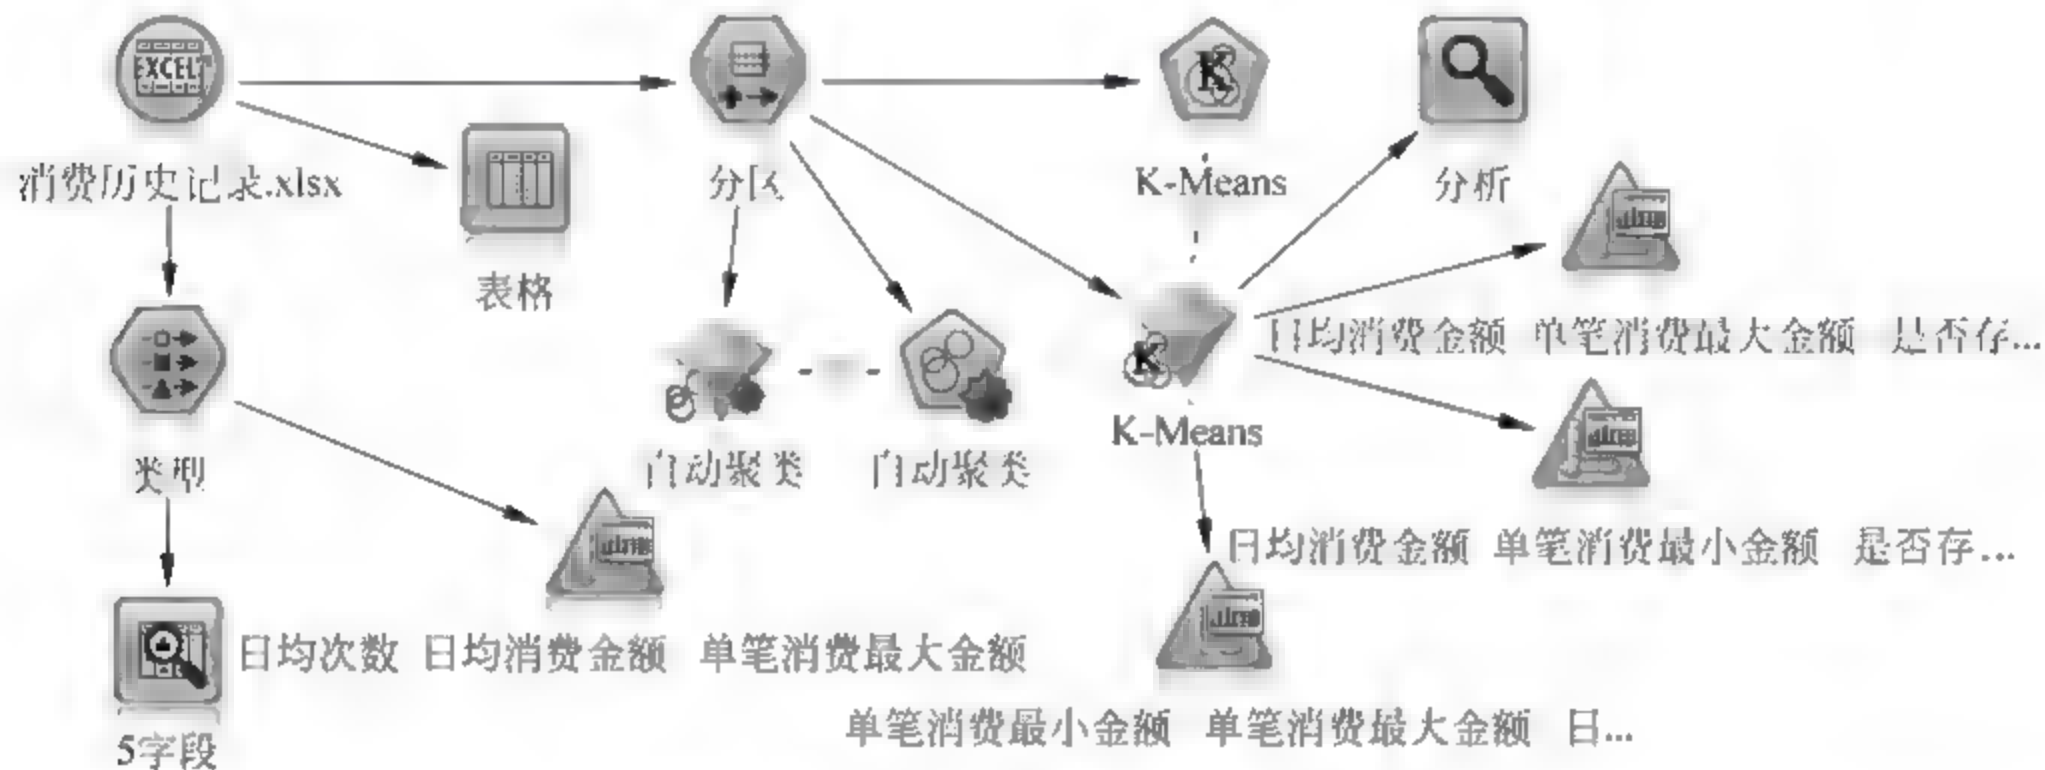 EXCEL
消费历史记录.xlsx
表格
分区
K
K-Means
分析
日均消费金额 单笔消费最大金额 是否存...
类型
自动聚类
自动聚类
K
K-Means
日均消费金额 单笔消费最小金额 是否存...
日均次数 日均消费金额 单笔消费最大金额
单笔消费最小金额 单笔消费最大金额 日...
5字段